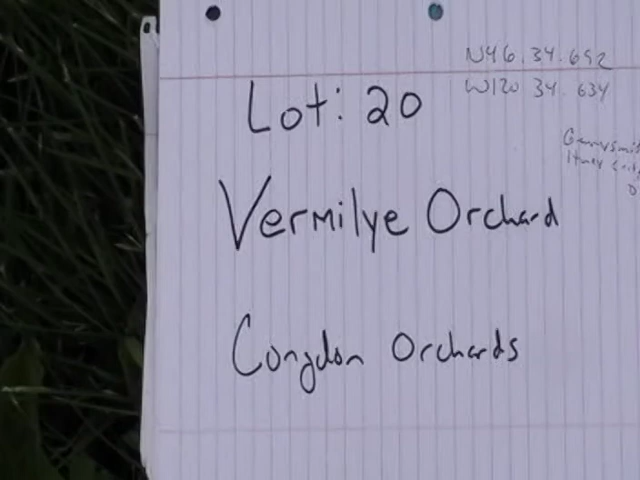 N46.34.692
W120 34.634
Lot: 20
Vermilye Orchard
Congdon Orchards